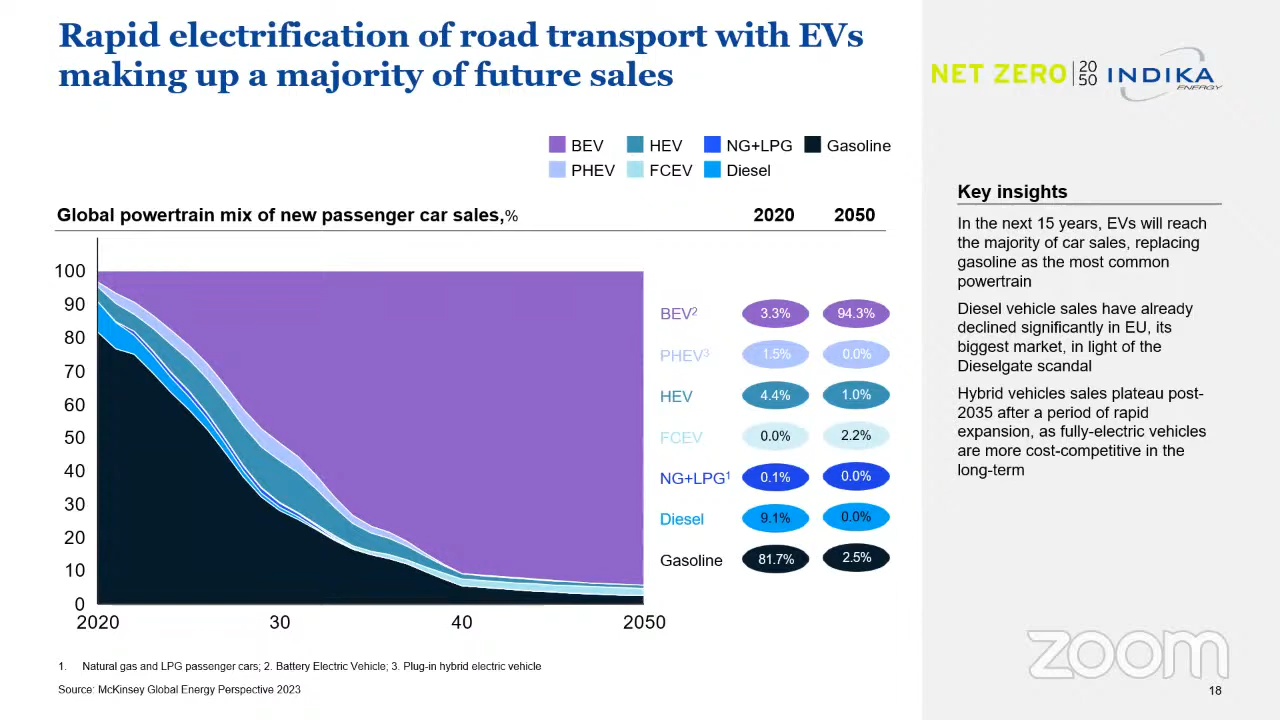 Rapid electrification of road transport with EVs
making up a majority of future sales
NET ZERO 20
50 INDIKA
ENERGY
BEV HEV NG+LPG Gasoline
PHEV FCEV Diesel
Global powertrain mix of new passenger car sales,% 2020 2050
100
90
80
70
60
50
40
30
20
10
0
2020 30 40 2050
BEV² 3.3% 94.3%
PHEV³ 1.5% 0.0%
HEV 4.4% 1.0%
FCEV 0.0% 2.2%
NG+LPG¹ 0.1% 0.0%
Diesel 9.1% 0.0%
Gasoline 81.7% 2.5%
Key insights
In the next 15 years, EVs will reach
the majority of car sales, replacing
gasoline as the most common
powertrain
Diesel vehicle sales have already
declined significantly in EU, its
biggest market, in light of the
Dieselgate scandal
Hybrid vehicles sales plateau post-
2035 after a period of rapid
expansion, as fully-electric vehicles
are more cost-competitive in the
long-term
1. Natural gas and LPG passenger cars; 2. Battery Electric Vehicle; 3. Plug-in hybrid electric vehicle
Source: McKinsey Global Energy Perspective 2023
zoom
18